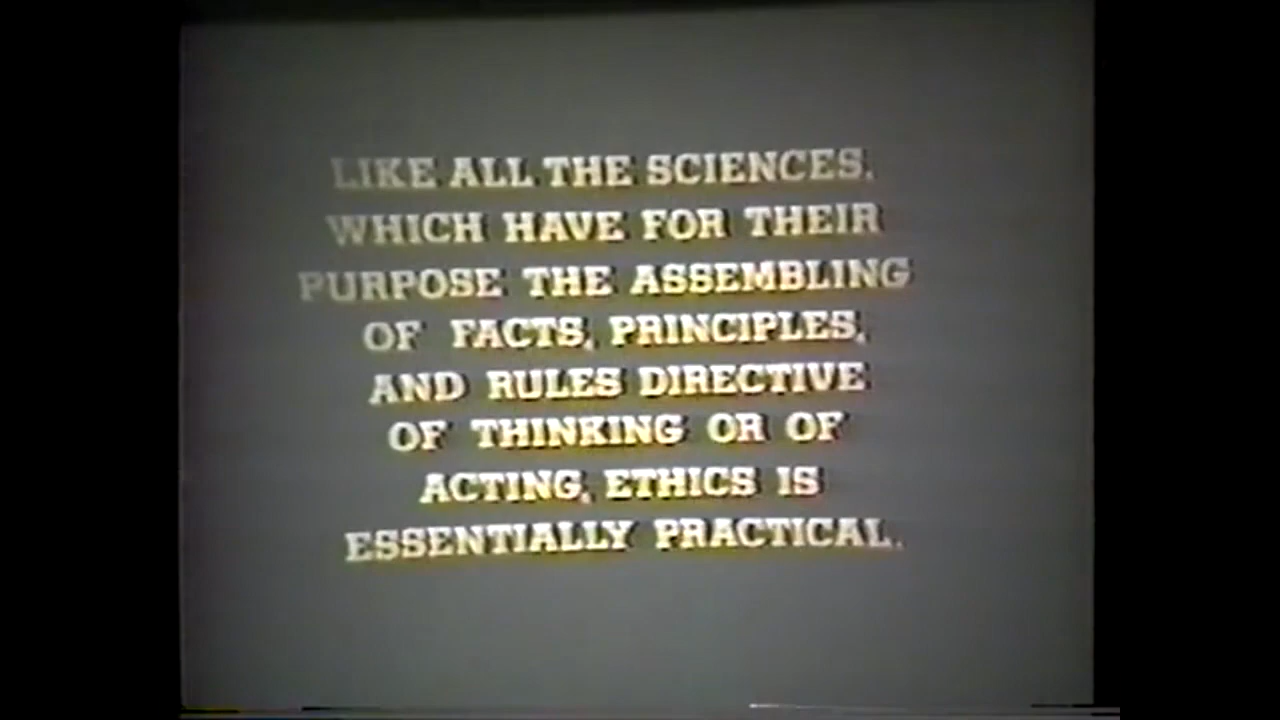 LIKE ALL THE SCIENCES,
WHICH HAVE FOR THEIR
PURPOSE THE ASSEMBLING
OF FACTS, PRINCIPLES,
AND RULES DIRECTIVE
OF THINKING OR OF
ACTING, ETHICS IS
ESSENTIALLY PRACTICAL.